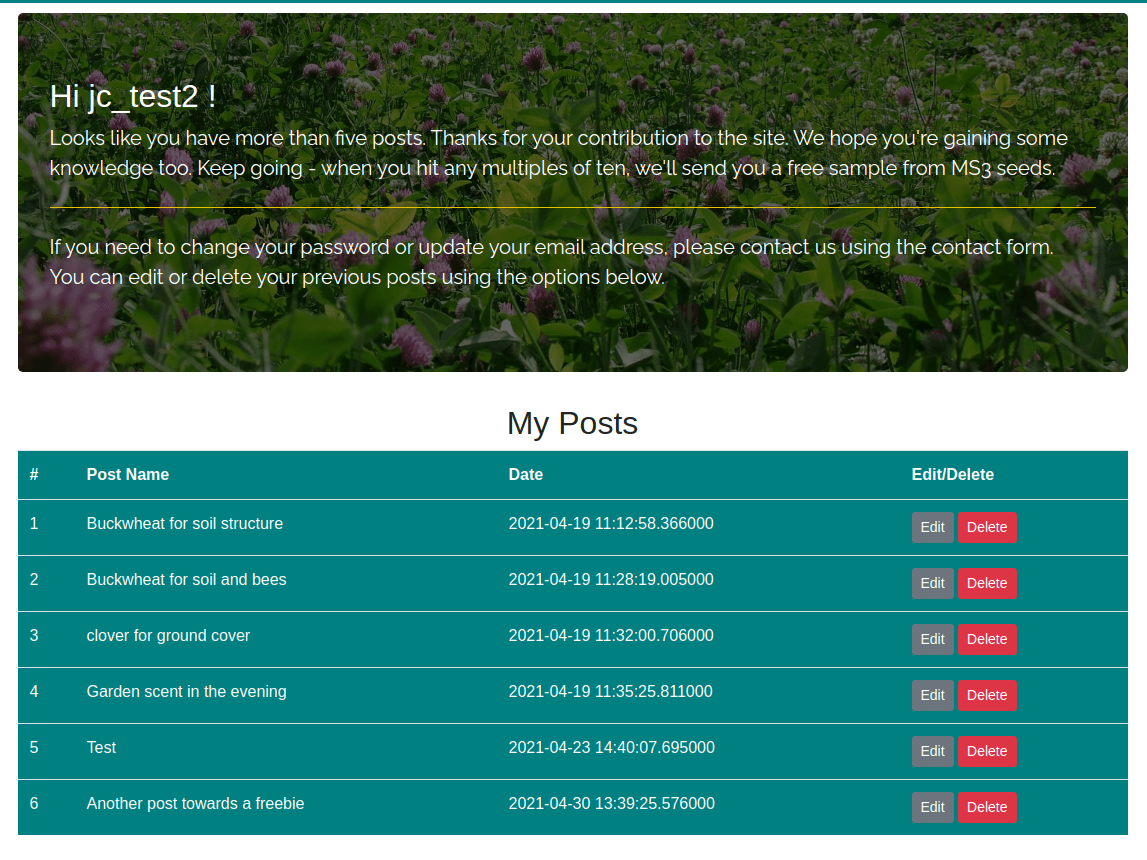 Hi jc_test2 !
Looks like you have more than five posts. Thanks for your contribution to the site. We hope you're gaining some
knowledge too. Keep going - when you hit any multiples of ten, we'll send you a free sample from MS3 seeds.
If you need to change your password or update your email address, please contact us using the contact form.
You can edit or delete your previous posts using the options below.
My Posts
# Post Name Date Edit/Delete
1 Buckwheat for soil structure 2021-04-19 11:12:58.366000 Edit Delete
2 Buckwheat for soil and bees 2021-04-19 11:28:19.005000 Edit Delete
3 clover for ground cover 2021-04-19 11:32:00.706000 Edit Delete
4 Garden scent in the evening 2021-04-19 11:35:25.811000 Edit Delete
5 Test 2021-04-23 14:40:07.695000 Edit Delete
6 Another post towards a freebie 2021-04-30 13:39:25.576000 Edit Delete